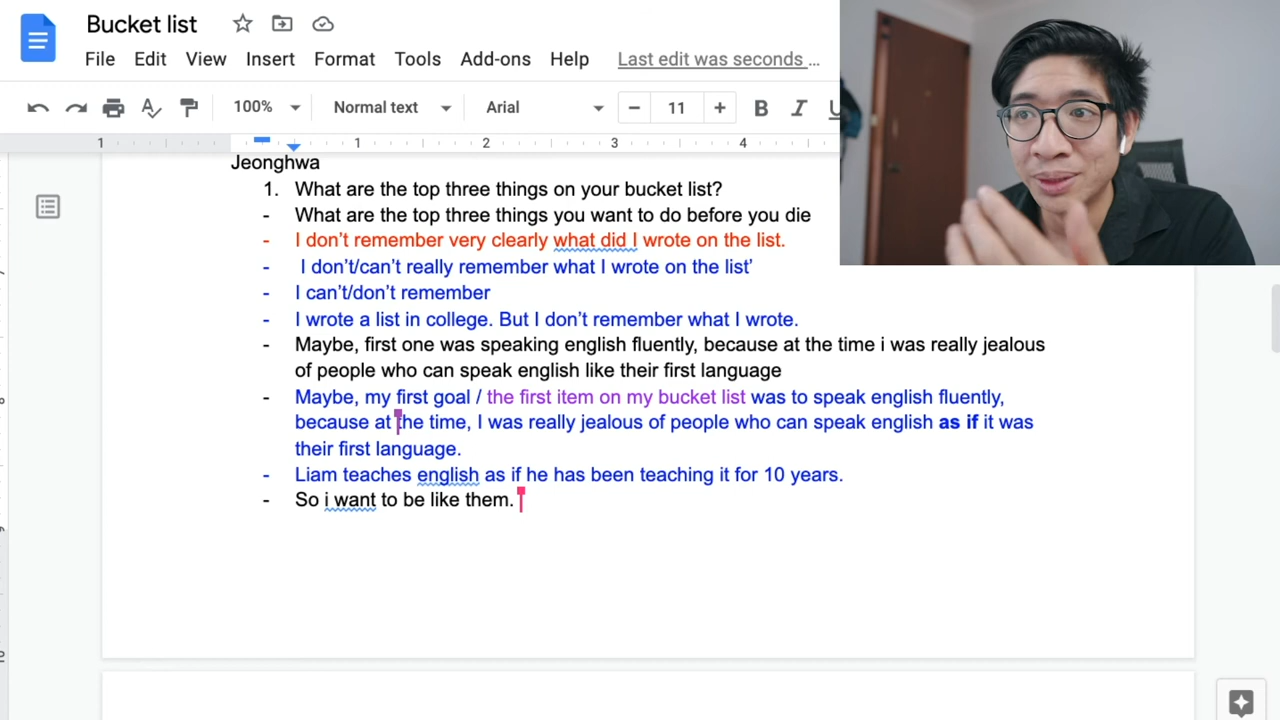 Bucket list
File Edit View Insert Format Tools Add-ons Help Last edit was seconds ...
100% Normal text Arial - 11 + B I U
1 1 2 3 4
Jeonghwa
1. What are the top three things on your bucket list?
- What are the top three things you want to do before you die
- I don't remember very clearly what did I wrote on the list.
- I don't/can't really remember what I wrote on the list'
- I can't/don't remember
- I wrote a list in college. But I don't remember what I wrote.
- Maybe, first one was speaking english fluently, because at the time i was really jealous
of people who can speak english like their first language
- Maybe, my first goal / the first item on my bucket list was to speak english fluently,
because at the time, I was really jealous of people who can speak english as if it was
their first language.
- Liam teaches english as if he has been teaching it for 10 years.
- So i want to be like them.